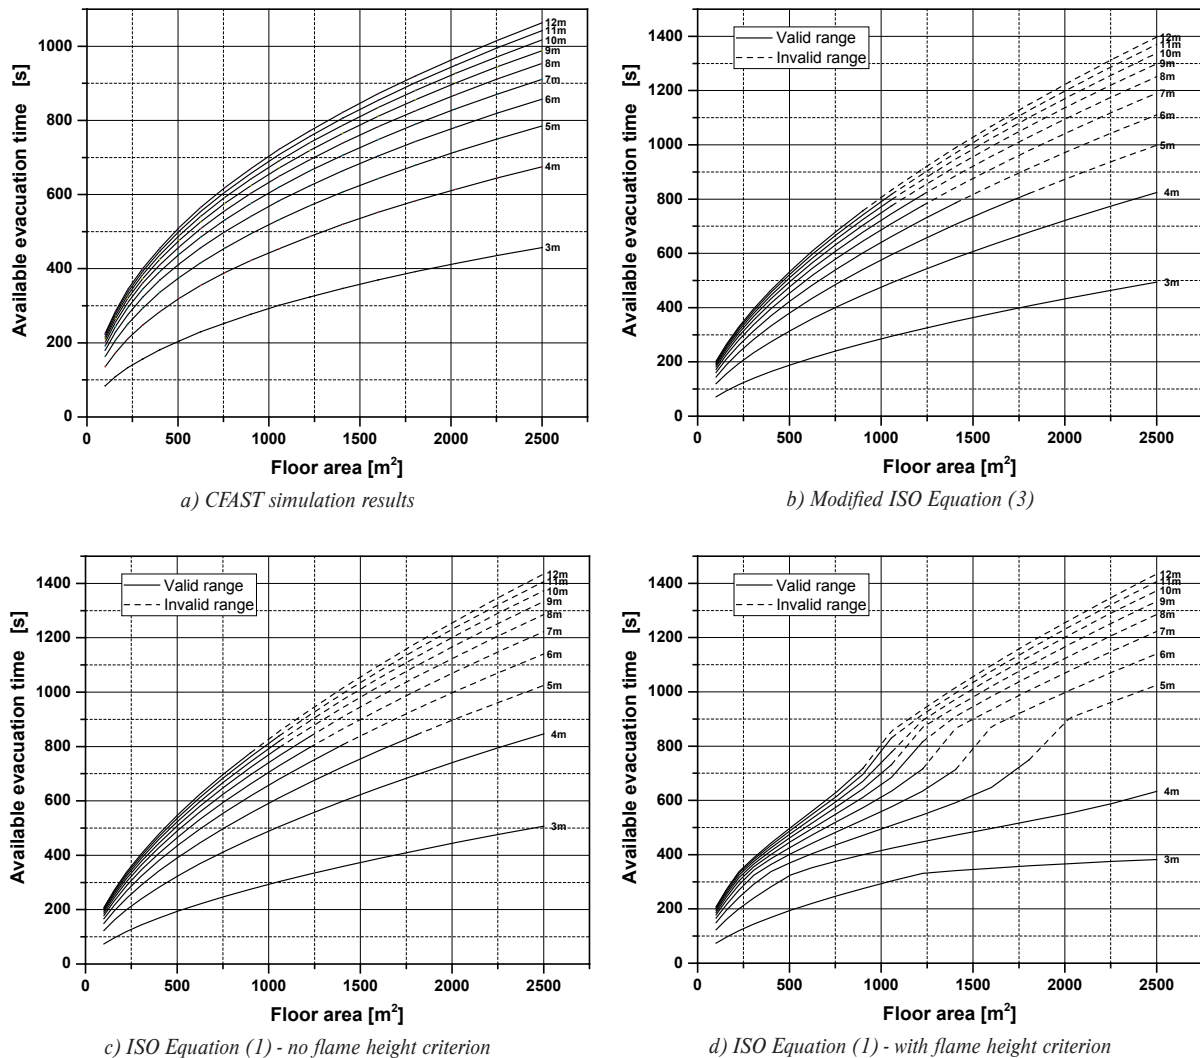 12m
11m
10m
9m
8m
7m
6m
5m
4m
3m
1000
800
600
400
200
0
0 500 1000 1500 2000 2500
Available evacuation time [s]
Floor area [m²]
a) CFAST simulation results
Valid range
Invalid range
12m
11m
10m
9m
8m
7m
6m
5m
4m
3m
1400
1200
1000
800
600
400
200
0
0 500 1000 1500 2000 2500
Available evacuation time [s]
Floor area [m²]
b) Modified ISO Equation (3)
Valid range
Invalid range
12m
11m
10m
9m
8m
7m
6m
5m
4m
3m
1400
1200
1000
800
600
400
200
0
0 500 1000 1500 2000 2500
Available evacuation time [s]
Floor area [m²]
c) ISO Equation (1) - no flame height criterion
Valid range
Invalid range
12m
11m
10m
9m
8m
7m
6m
5m
4m
3m
1400
1200
1000
800
600
400
200
0
0 500 1000 1500 2000 2500
Available evacuation time [s]
Floor area [m²]
d) ISO Equation (1) - with flame height criterion